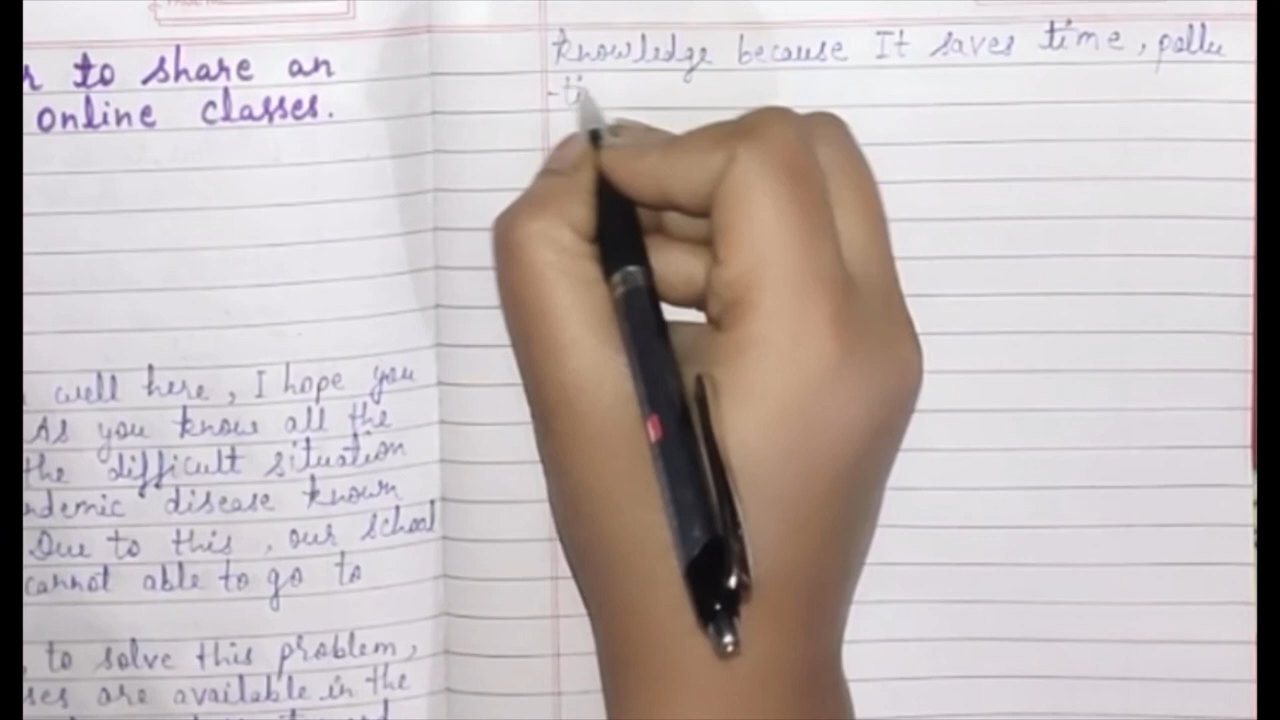 to share an
online classes.
well here, I hope you
As you know all the
the difficult situation
disease known
Due to this, our school
cannot able to go to
to solve this problem,
are available in the
knowledge because It saves time, pollu
-ti